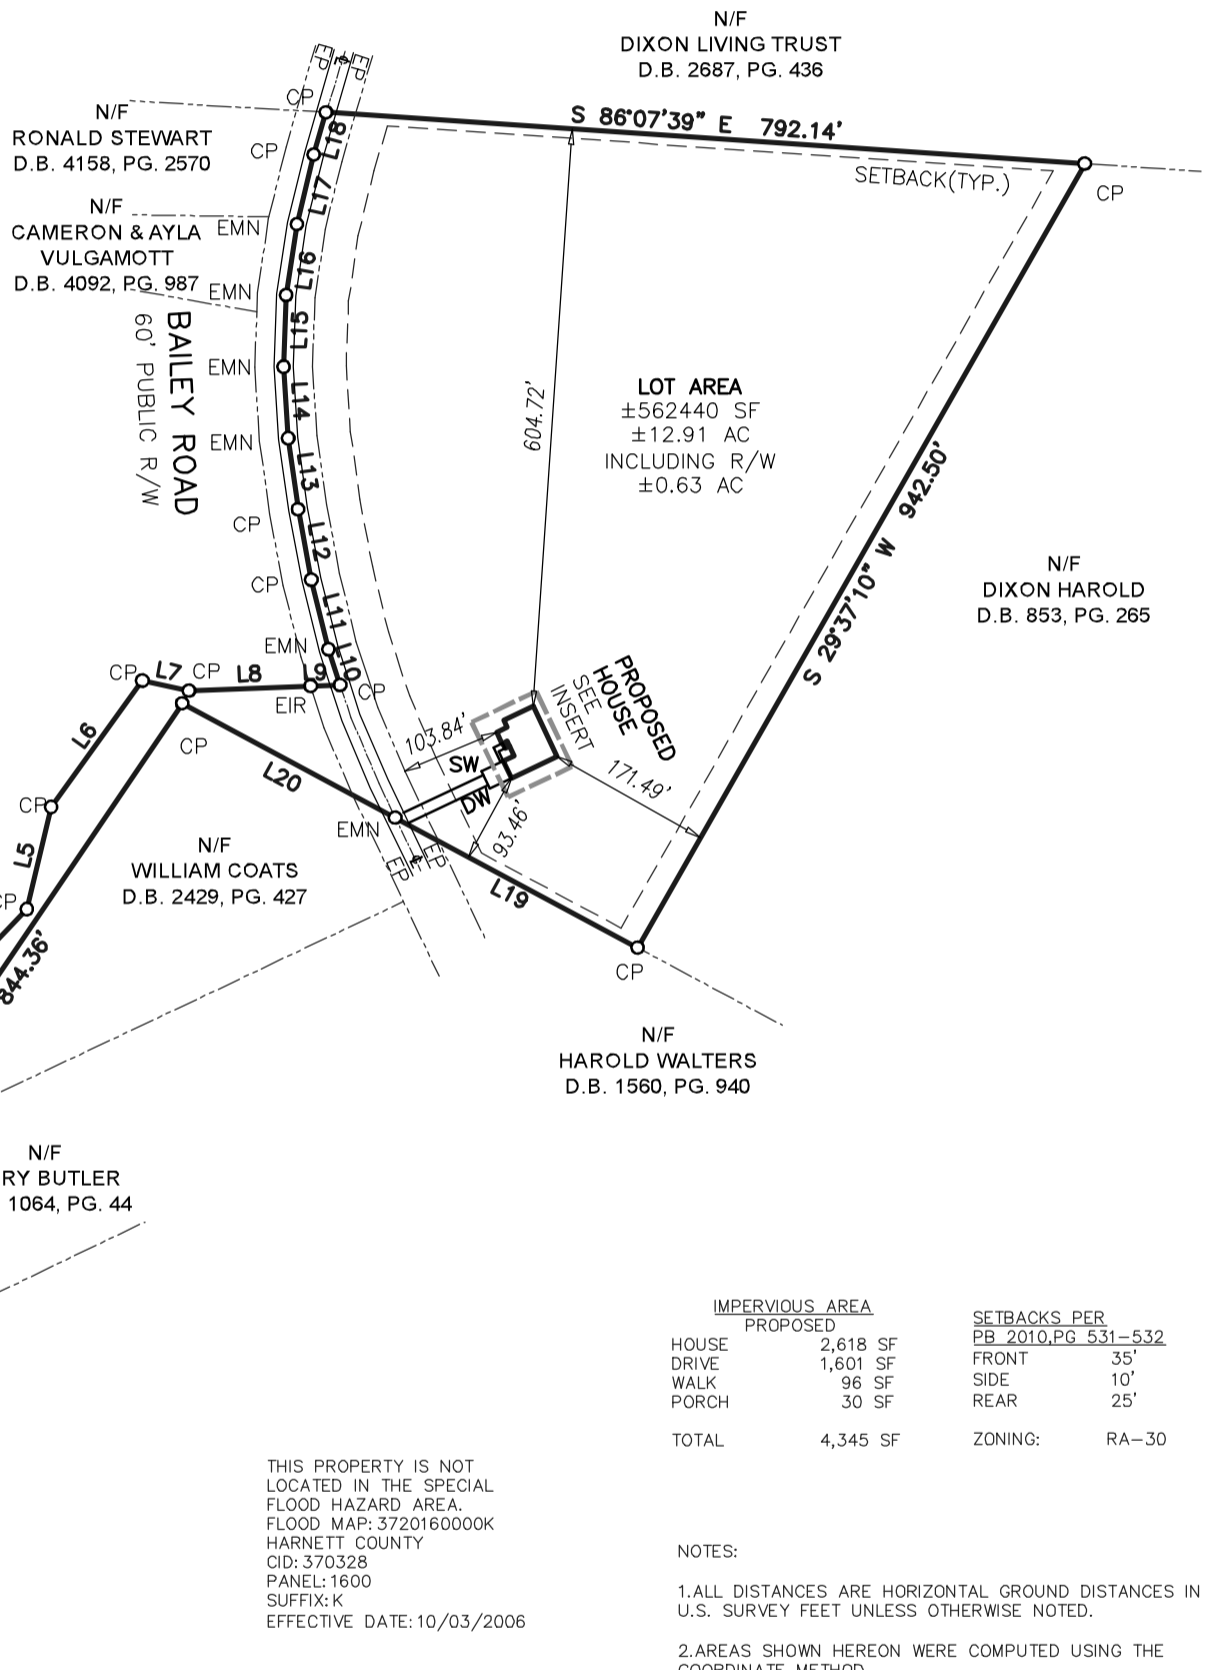 N/F
DIXON LIVING TRUST
D.B. 2687, PG. 436
EP
EP
CP
N/F
RONALD STEWART
D.B. 4158, PG. 2570
CP
L18
S 86°07'39" E 792.14'
SETBACK(TYP.)
CP
N/F
CAMERON & AYLA
VULGAMOTT
D.B. 4092, PG. 987
EMN
L17
EMN
L16
BAILEY ROAD
60' PUBLIC R/W
EMN
L15
L14
EMN
L13
CP
L12
CP
L11
EMN
L10
CP
604.72'
LOT AREA
±562440 SF
±12.91 AC
INCLUDING R/W
±0.63 AC
S 29°37'10" W 942.50'
N/F
DIXON HAROLD
D.B. 853, PG. 265
CP
L7
CP
L8
L9
EIR
L6
CP
L20
CP
L5
CP
844.36'
PROPOSED
HOUSE
SEE
INSERT
103.84'
SW
DW
171.49'
93.46'
EMN
EP
EP
L19
CP
N/F
WILLIAM COATS
D.B. 2429, PG. 427
N/F
HAROLD WALTERS
D.B. 1560, PG. 940
N/F
RY BUTLER
1064, PG. 44
IMPERVIOUS AREA
PROPOSED
HOUSE 2,618 SF
DRIVE 1,601 SF
WALK 96 SF
PORCH 30 SF
TOTAL 4,345 SF
SETBACKS PER
PB 2010,PG 531-532
FRONT 35'
SIDE 10'
REAR 25'
ZONING: RA-30
THIS PROPERTY IS NOT
LOCATED IN THE SPECIAL
FLOOD HAZARD AREA.
FLOOD MAP: 3720160000K
HARNETT COUNTY
CID: 370328
PANEL: 1600
SUFFIX: K
EFFECTIVE DATE: 10/03/2006
NOTES:
1.ALL DISTANCES ARE HORIZONTAL GROUND DISTANCES IN
U.S. SURVEY FEET UNLESS OTHERWISE NOTED.
2.AREAS SHOWN HEREON WERE COMPUTED USING THE
COORDINATE METHOD